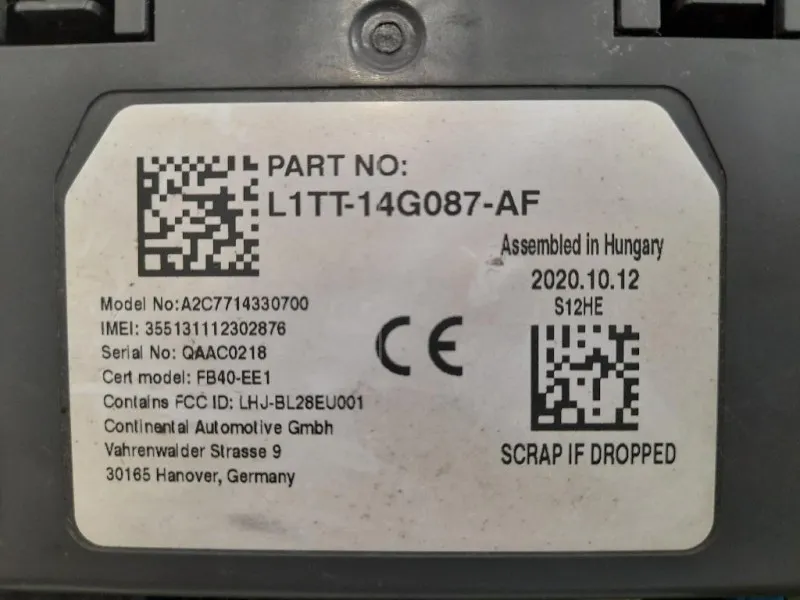 PART NO:
L1TT-14G087-AF
Assembled in Hungary
2020.10.12
S12HE
Model No:A2C7714330700
IMEI: 355131112302876
Serial No: QAAC0218
Cert model: FB40-EE1
Contains FCC ID: LHJ-BL28EU001
Continental Automotive Gmbh
Vahrenwalder Strasse 9
30165 Hanover, Germany
CE
SCRAP IF DROPPED